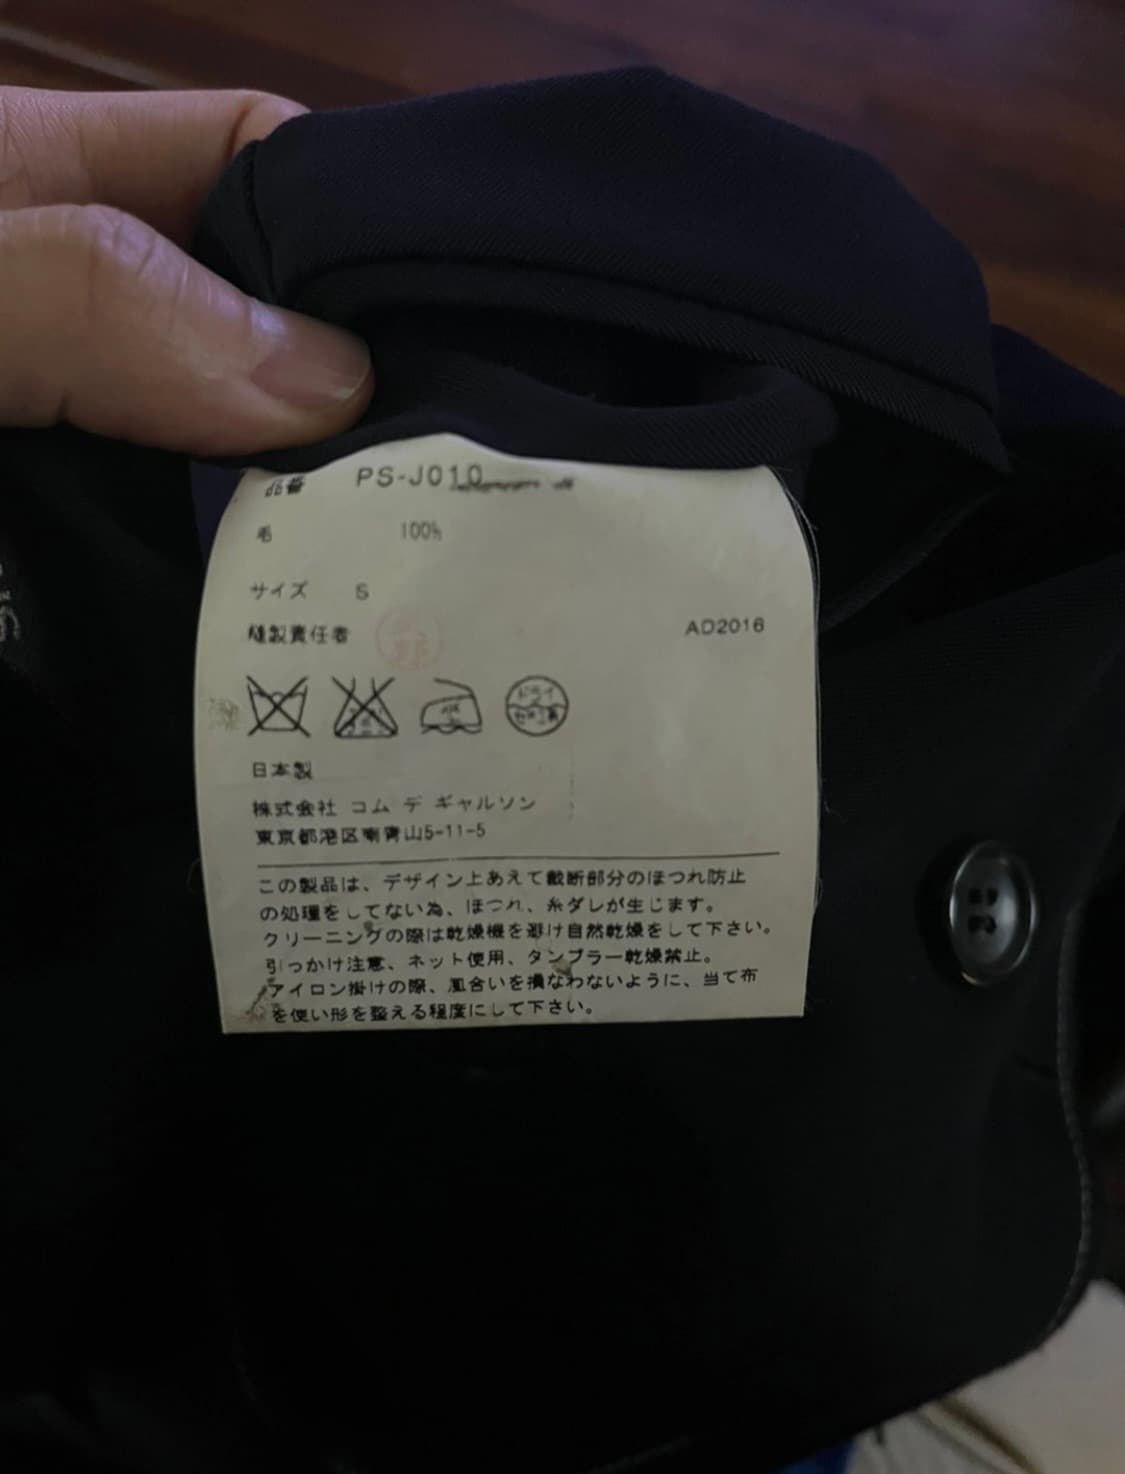 品番 PS-J010
毛 100%
サイズ S
縫製責任者
AD2016
ドライ
日本製
株式会社 コム デ ギャルソン
東京都港区南青山5-11-5
この製品は、デザイン上あえて裁断部分のほつれ防止
の処理をしてない為、ほつれ、糸ダレが生じます。
クリーニングの際は乾燥機を避け自然乾燥をして下さい。
引っかけ注意、ネット使用、タンブラー乾燥禁止。
アイロン掛けの際、風合いを損なわないように、当て布
を使い形を整える程度にして下さい。